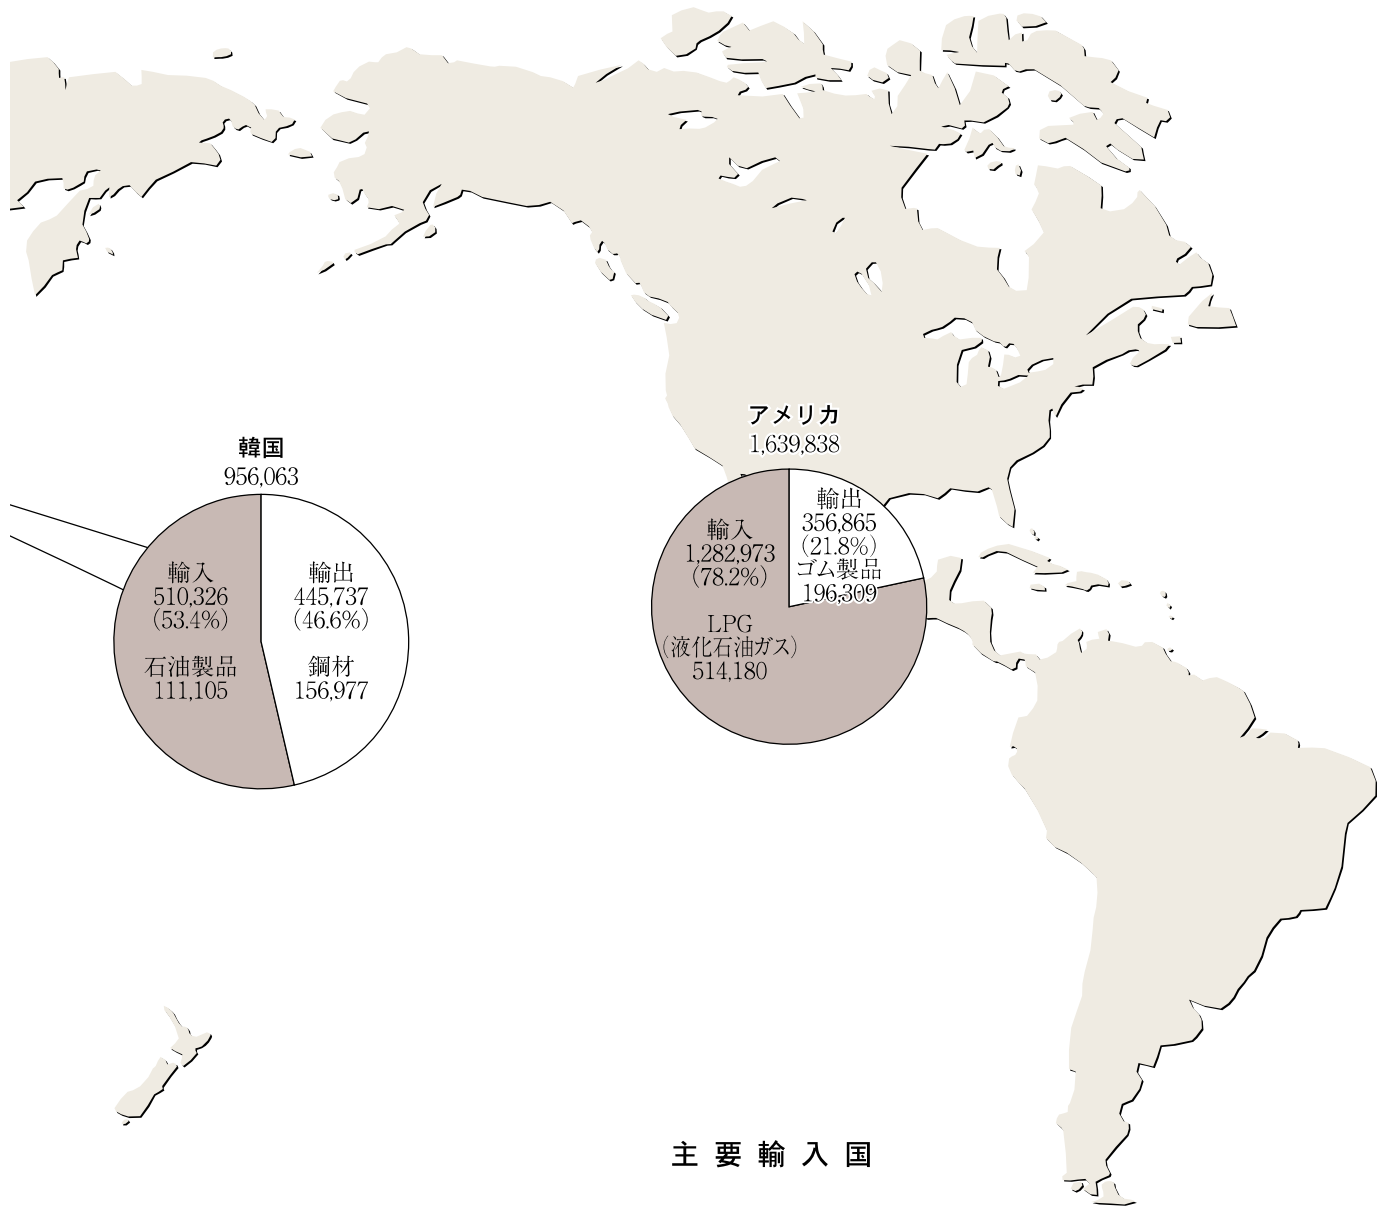 アメリカ
1,639,838
輸出
356,865
(21.8%)
ゴム製品
196,309
輸入
1,282,973
(78.2%)
LPG
(液化石油ガス)
514,180
韓国
956,063
輸入
510,326
(53.4%)
石油製品
111,105
輸出
445,737
(46.6%)
鋼材
156,977
主要輸入国